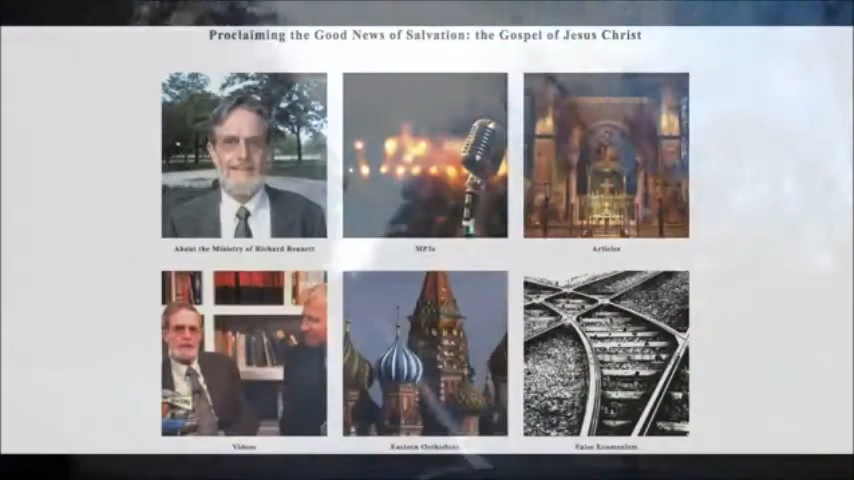 Proclaiming the Good News of Salvation: the Gospel of Jesus Christ
About the Ministry of Richard Bennett
MP3s
Articles
Videos
Eastern Orthodoxy
False Ecumenism